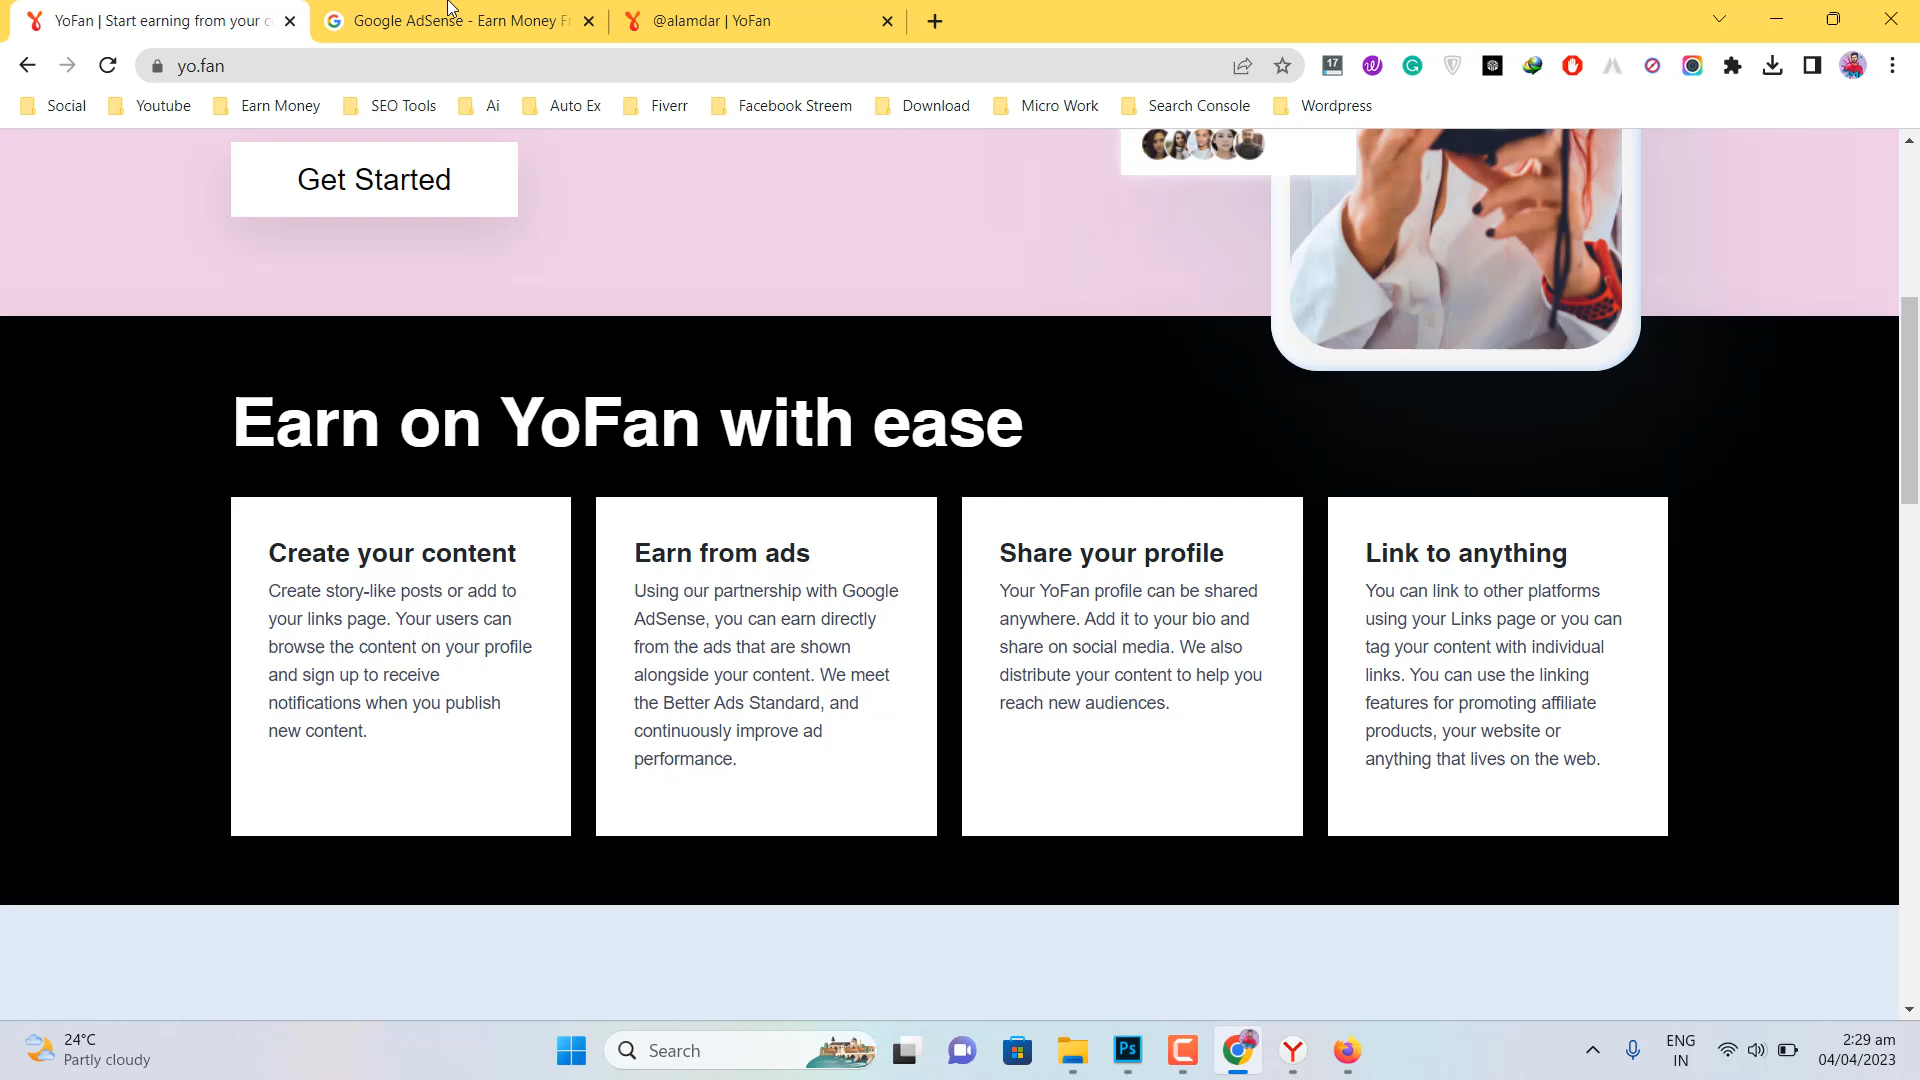 YoFan | Start earning from your c
Google AdSense - Earn Money Fr
@alamdar | YoFan
yo.fan
17
Social
Youtube
Earn Money
SEO Tools
Ai
Auto Ex
Fiverr
Facebook Streem
Download
Micro Work
Search Console
Wordpress
Get Started
Earn on YoFan with ease
Create your content
Create story-like posts or add to
your links page. Your users can
browse the content on your profile
and sign up to receive
notifications when you publish
new content.
Earn from ads
Using our partnership with Google
AdSense, you can earn directly
from the ads that are shown
alongside your content. We meet
the Better Ads Standard, and
continuously improve ad
performance.
Share your profile
Your YoFan profile can be shared
anywhere. Add it to your bio and
share on social media. We also
distribute your content to help you
reach new audiences.
Link to anything
You can link to other platforms
using your Links page or you can
tag your content with individual
links. You can use the linking
features for promoting affiliate
products, your website or
anything that lives on the web.
24°C
Partly cloudy
Search
Ps
ENG
IN
2:29 am
04/04/2023